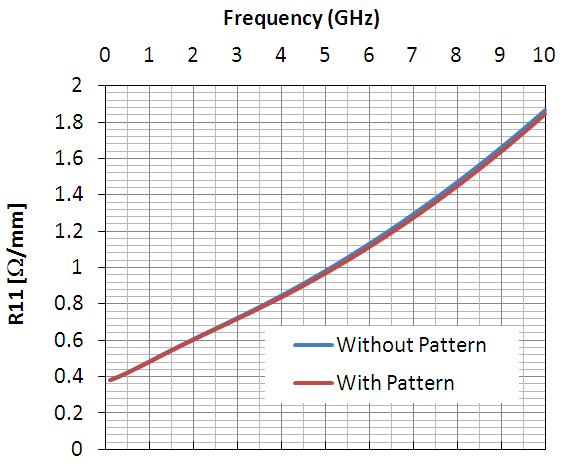 Frequency (GHz)
0 1 2 3 4 5 6 7 8 9 10
2
1.8
1.6
1.4
1.2
1
0.8
0.6
0.4
0.2
0
R11 [Ω/mm]
Without Pattern
With Pattern